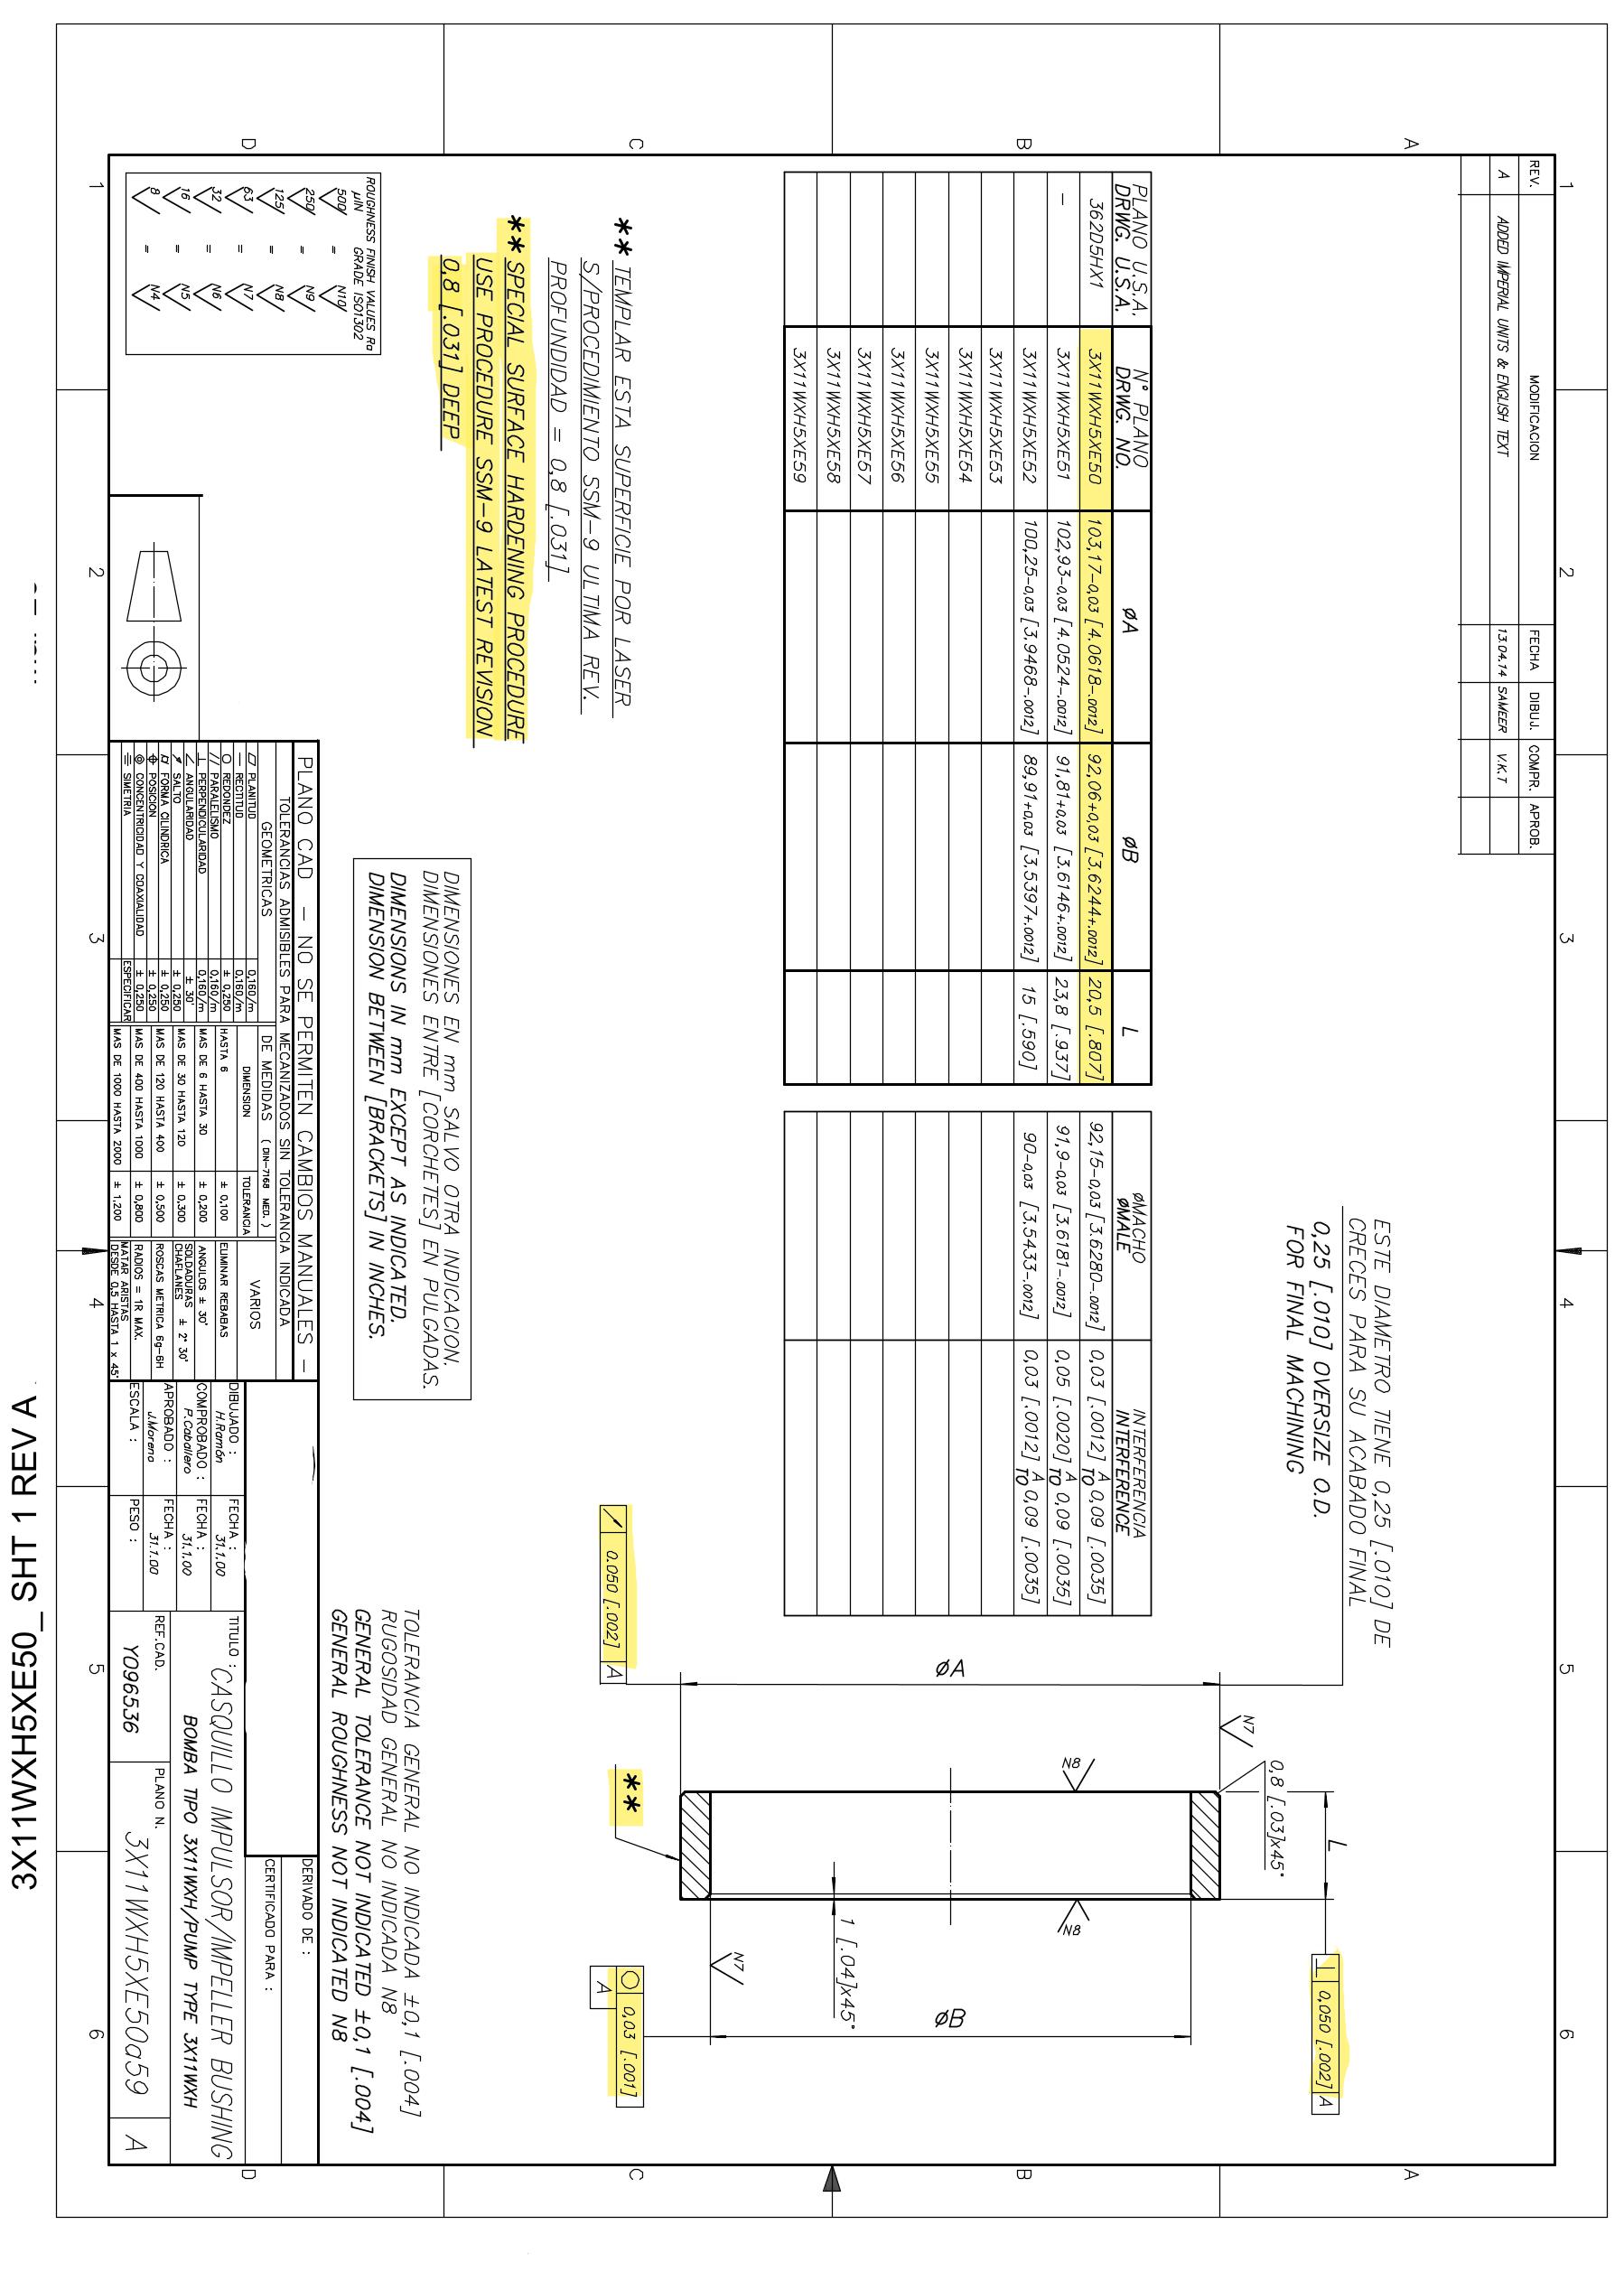 REV.
MODIFICACION
FECHA
DIBUJ.
COMPR.
APROB.
A
ADDED IMPERIAL UNITS & ENGLISH TEXT
13.04.14
SAMEER
V.K.T
1
2
3
4
5
6
A
B
C
D
ESTE DIAMETRO TIENE 0,25 [.010] DE
CRECES PARA SU ACABADO FINAL
0,25 [.010] OVERSIZE O.D.
FOR FINAL MACHINING
PLANO U.S.A. N° PLANO
DRWG. U.S.A. DRWG. NO. ØA ØB L
362D5HX1 3X11WXH5XE50 103,17-0,03 [4.0618-.0012] 92,06+0,03 [3.6244+.0012] 20,5 [.807]
– 3X11WXH5XE51 102,93-0,03 [4.0524-.0012] 91,81+0,03 [3.6146+.0012] 23,8 [.937]
3X11WXH5XE52 100,25-0,03 [3.9468-.0012] 89,91+0,03 [3.5397+.0012] 15 [.590]
3X11WXH5XE53
3X11WXH5XE54
3X11WXH5XE55
3X11WXH5XE56
3X11WXH5XE57
3X11WXH5XE58
3X11WXH5XE59
ØMACHO INTERFERENCIA
ØMALE INTERFERENCE
92,15-0,03 [3.6280-.0012] 0,03 [.0012] A TO 0,09 [.0035]
91,9-0,03 [3.6181-.0012] 0,05 [.0020] A TO 0,09 [.0035]
90-0,03 [3.5433-.0012] 0,03 [.0012] A TO 0,09 [.0035]
L
⊥ 0,050 [.002] A
0,8 [.03]x45°
N7
N8
N8
ØA
ØB
1 [.04]x45°
N7
↗ 0.050 [.002] A
**
○ 0,03 [.001]
A
** TEMPLAR ESTA SUPERFICIE POR LASER
S/PROCEDIMIENTO SSM-9 ULTIMA REV.
PROFUNDIDAD = 0,8 [.031]
** SPECIAL SURFACE HARDENING PROCEDURE
USE PROCEDURE SSM-9 LATEST REVISION
0,8 [.031] DEEP
DIMENSIONES EN mm SALVO OTRA INDICACION.
DIMENSIONES ENTRE [CORCHETES] EN PULGADAS.
DIMENSIONS IN mm EXCEPT AS INDICATED.
DIMENSION BETWEEN [BRACKETS] IN INCHES.
TOLERANCIA GENERAL NO INDICADA ±0,1 [.004]
RUGOSIDAD GENERAL NO INDICADA N8
GENERAL TOLERANCE NOT INDICATED ±0,1 [.004]
GENERAL ROUGHNESS NOT INDICATED N8
ROUGHNESS FINISH VALUES Ra
µIN GRADE ISO1302
500 = N10
250 = N9
125 = N8
63 = N7
32 = N6
16 = N5
8 = N4
PLANO CAD – NO SE PERMITEN CAMBIOS MANUALES –
TOLERANCIAS ADMISIBLES PARA MECANIZADOS SIN TOLERANCIA INDICADA
GEOMETRICAS
PLANITUD 0,160/m
RECTITUD 0,160/m
REDONDEZ ± 0,250
PARALELISMO 0,160/m
PERPENDICULARIDAD 0,160/m
ANGULARIDAD ± 30'
SALTO ± 0,250
FORMA CILINDRICA ± 0,250
POSICION ± 0,250
CONCENTRICIDAD Y COAXIALIDAD ± 0,250
SIMETRIA ESPECIFICAR
DE MEDIDAS ( DIN-7168 MED. )
DIMENSION TOLERANCIA
HASTA 6 ± 0,100
MAS DE 6 HASTA 30 ± 0,200
MAS DE 30 HASTA 120 ± 0,300
MAS DE 120 HASTA 400 ± 0,500
MAS DE 400 HASTA 1000 ± 0,800
MAS DE 1000 HASTA 2000 ± 1,200
VARIOS
ELIMINAR REBABAS
ANGULOS ± 30'
SOLDADURAS
CHAFLANES ± 2° 30'
ROSCAS METRICA 6g-6H
RADIOS = 1R MAX.
MATAR ARISTAS
DESDE 0,5 HASTA 1 x 45°
DIBUJADO : H.Ramón
FECHA : 31.1.00
COMPROBADO : P.Caballero
FECHA : 31.1.00
APROBADO : J.Moreno
FECHA : 31.1.00
ESCALA :
PESO :
DERIVADO DE :
CERTIFICADO PARA :
TITULO : CASQUILLO IMPULSOR/IMPELLER BUSHING
BOMBA TIPO 3X11WXH/PUMP TYPE 3X11WXH
REF.CAD. Y096536
PLANO N. 3X11WXH5XE50a59
A
1
2
3
4
5
6
A
B
C
D
3X11WXH5XE50_ SHT 1 REV A